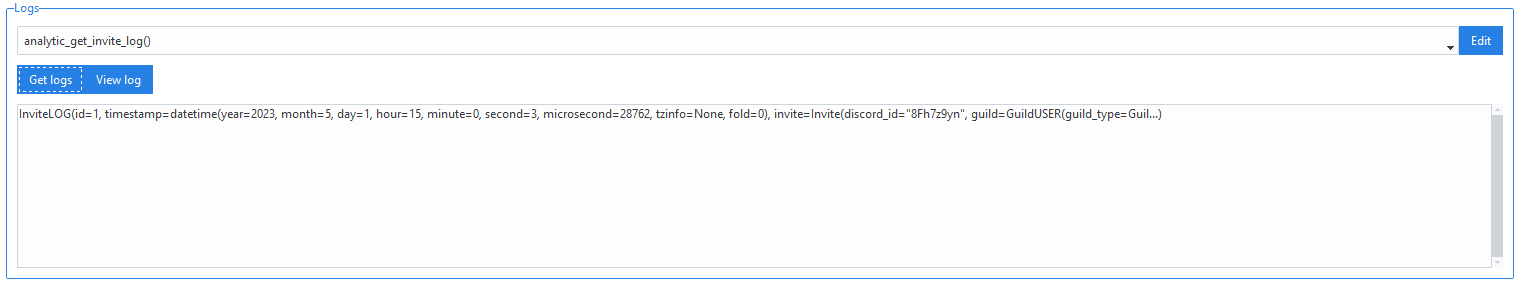 Logs
analytic_get_invite_log()
Edit
Get logs
View log
InviteLOG(id=1, timestamp=datetime(year=2023, month=5, day=1, hour=15, minute=0, second=3, microsecond=28762, tzinfo=None, fold=0), invite=Invite(discord_id="8Fh7z9yn", guild=GuildUSER(guild_type=Guil...)